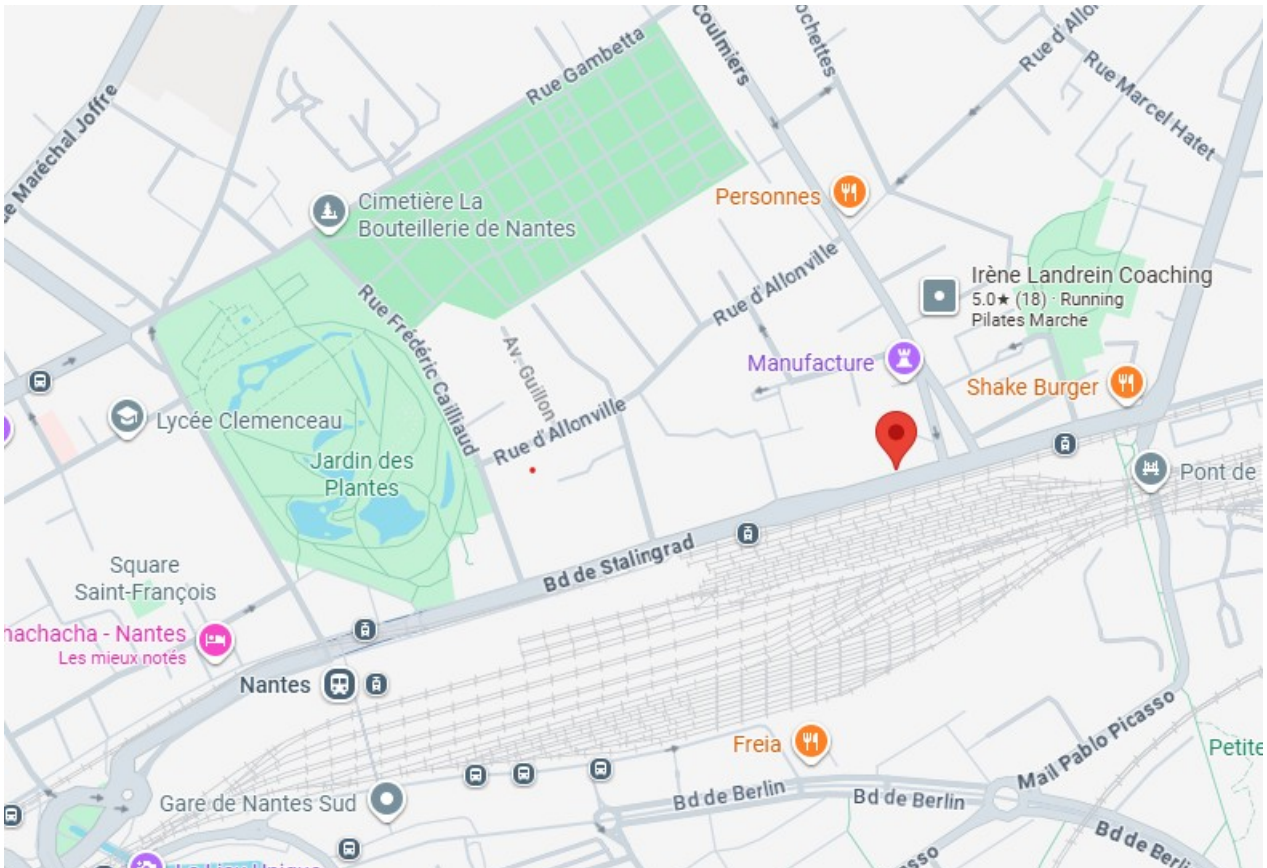 Coulmiers
ochettes
Rue d'Allo
Rue Marcel Hatet
Rue Gambetta
e Maréchal Joffre
Cimetière La
Bouteillerie de Nantes
Personnes
Rue d'Allonville
Irène Landrein Coaching
5.0★ (18) · Running
Pilates Marche
Rue Frédéric Cailliaud
Av. Guillon
Manufacture
Shake Burger
Lycée Clemenceau
Rue d'Allonville
Jardin des
Plantes
Pont de
Square
Saint-François
Bd de Stalingrad
nachacha - Nantes
Les mieux notés
Nantes
Freia
Mail Pablo Picasso
Petite
Gare de Nantes Sud
Bd de Berlin
Bd de Berlin
Bd de Ber
casso